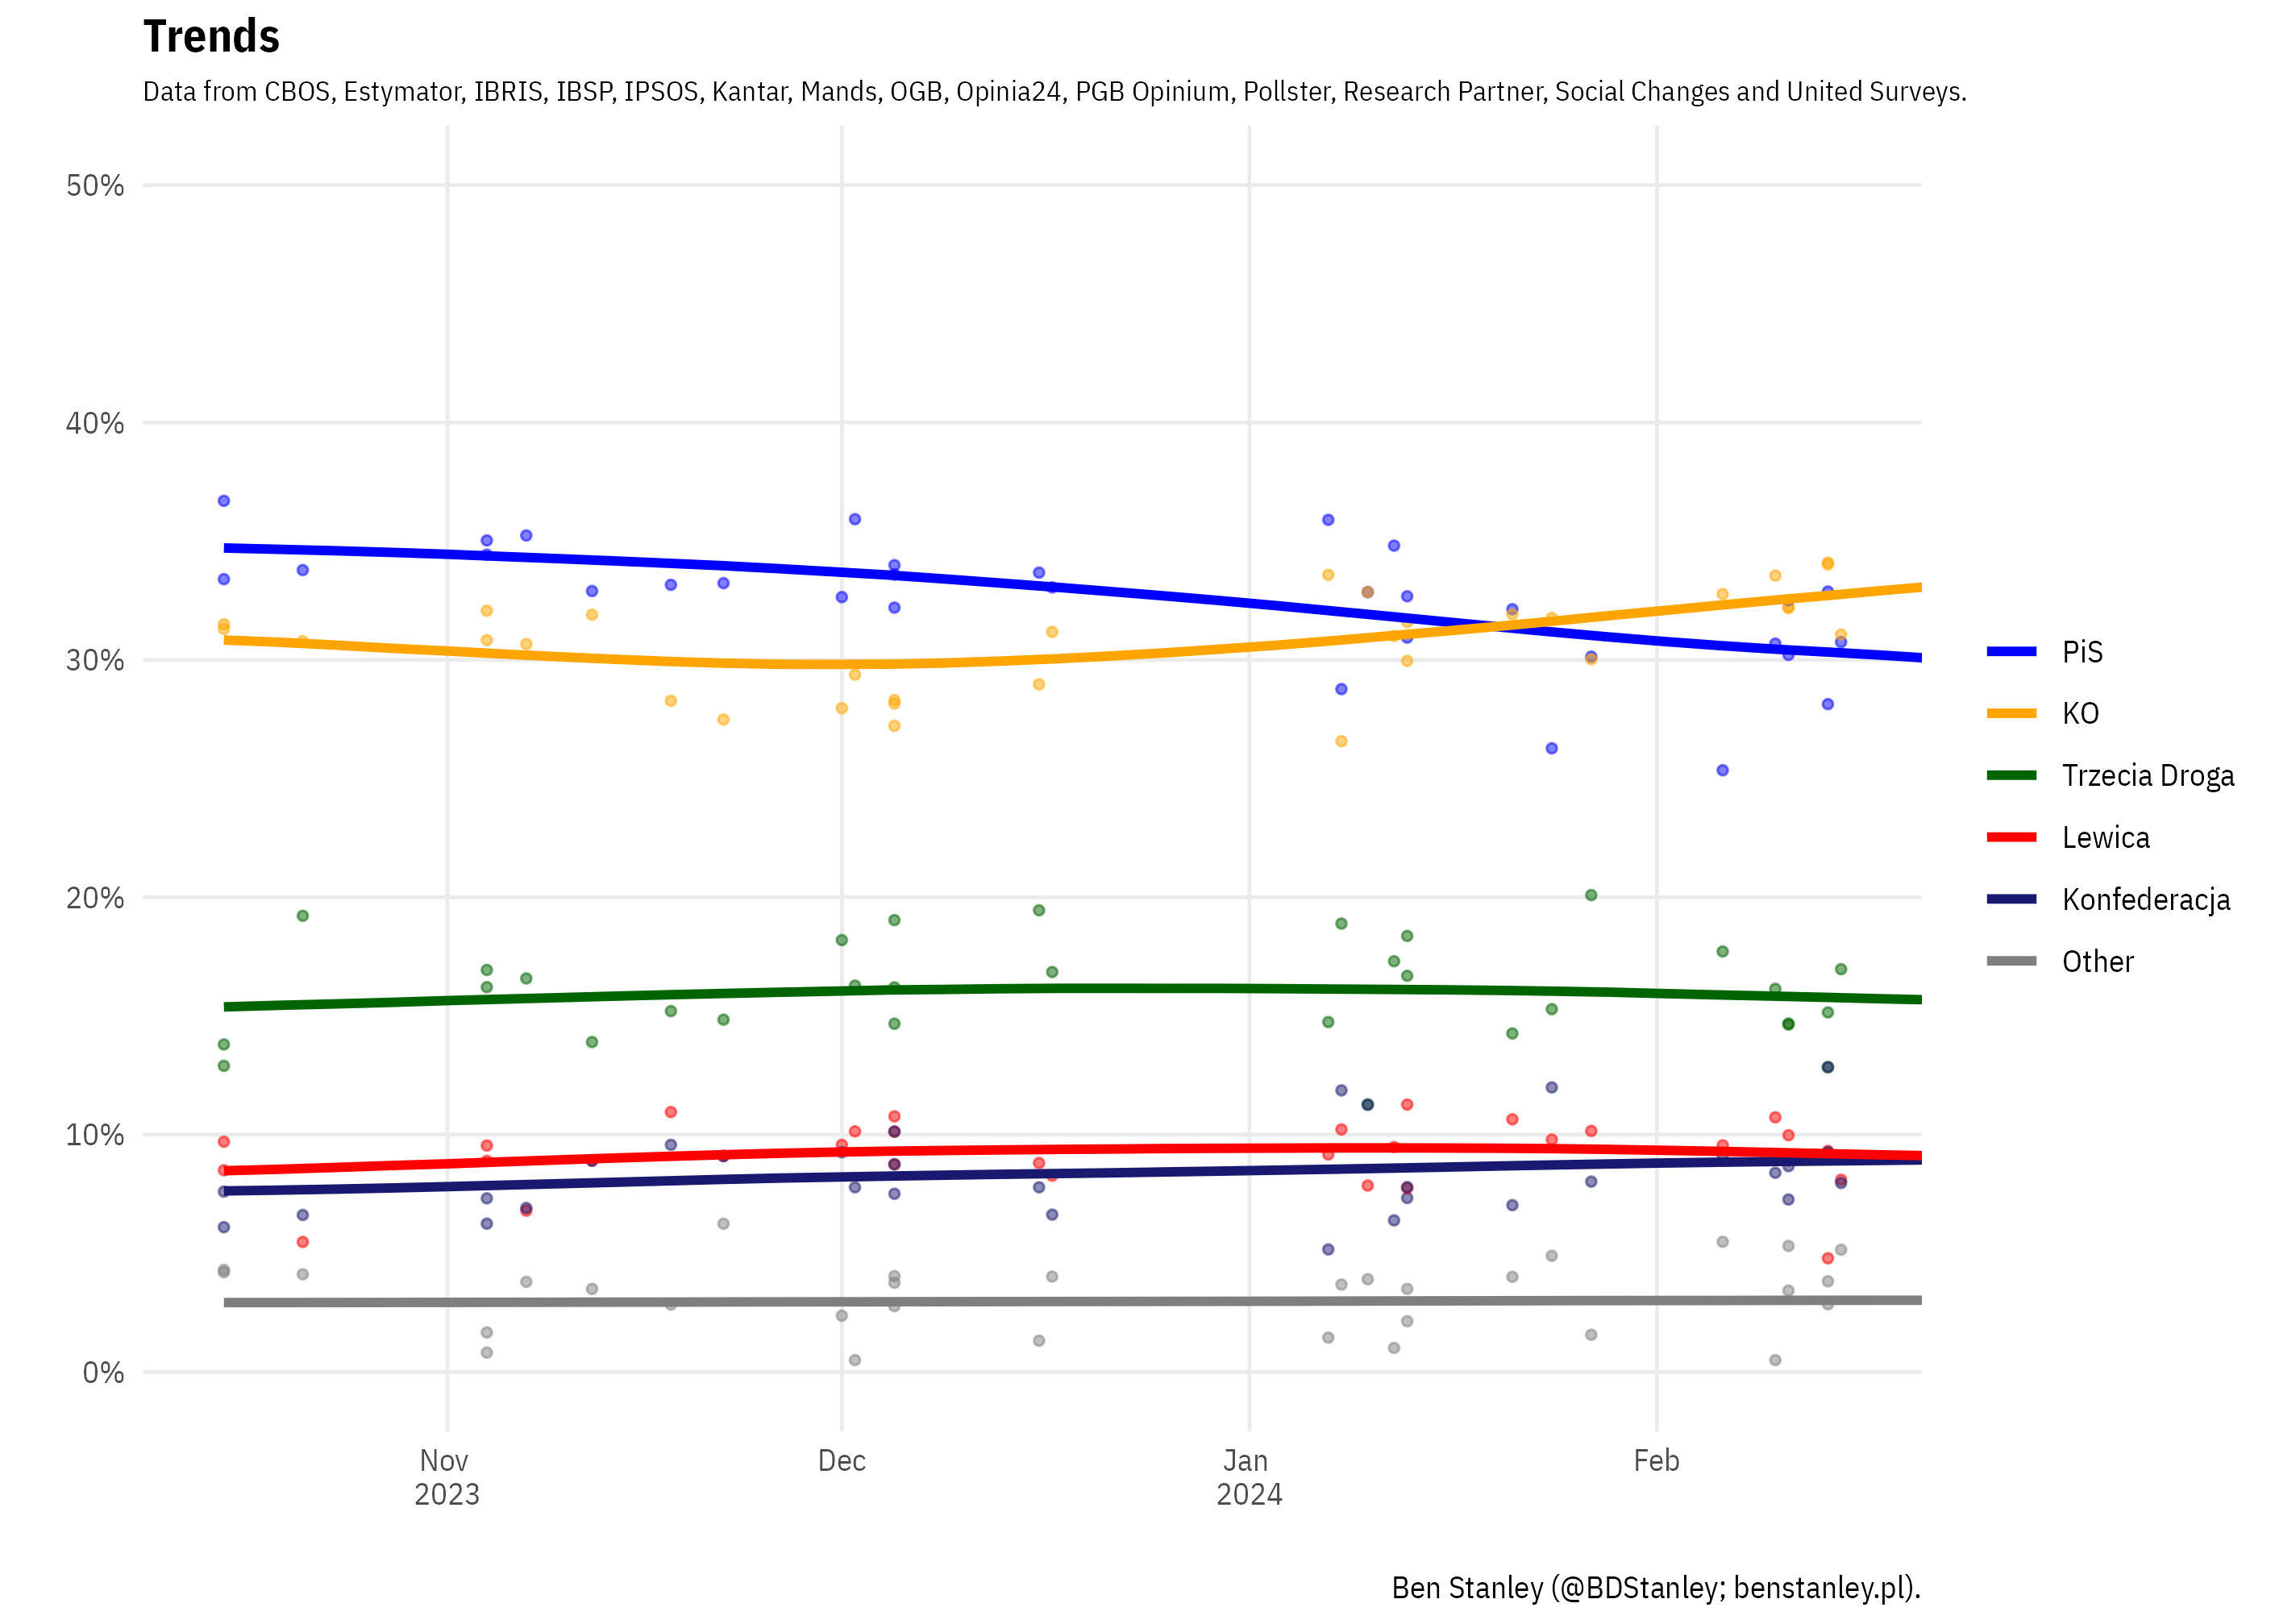 Trends
Data from CBOS, Estymator, IBRIS, IBSP, IPSOS, Kantar, Mands, OGB, Opinia24, PGB Opinium, Pollster, Research Partner, Social Changes and United Surveys.
50%
40%
30%
20%
10%
0%
Nov
2023
Dec
Jan
2024
Feb
PiS
KO
Trzecia Droga
Lewica
Konfederacja
Other
Ben Stanley (@BDStanley; benstanley.pl).